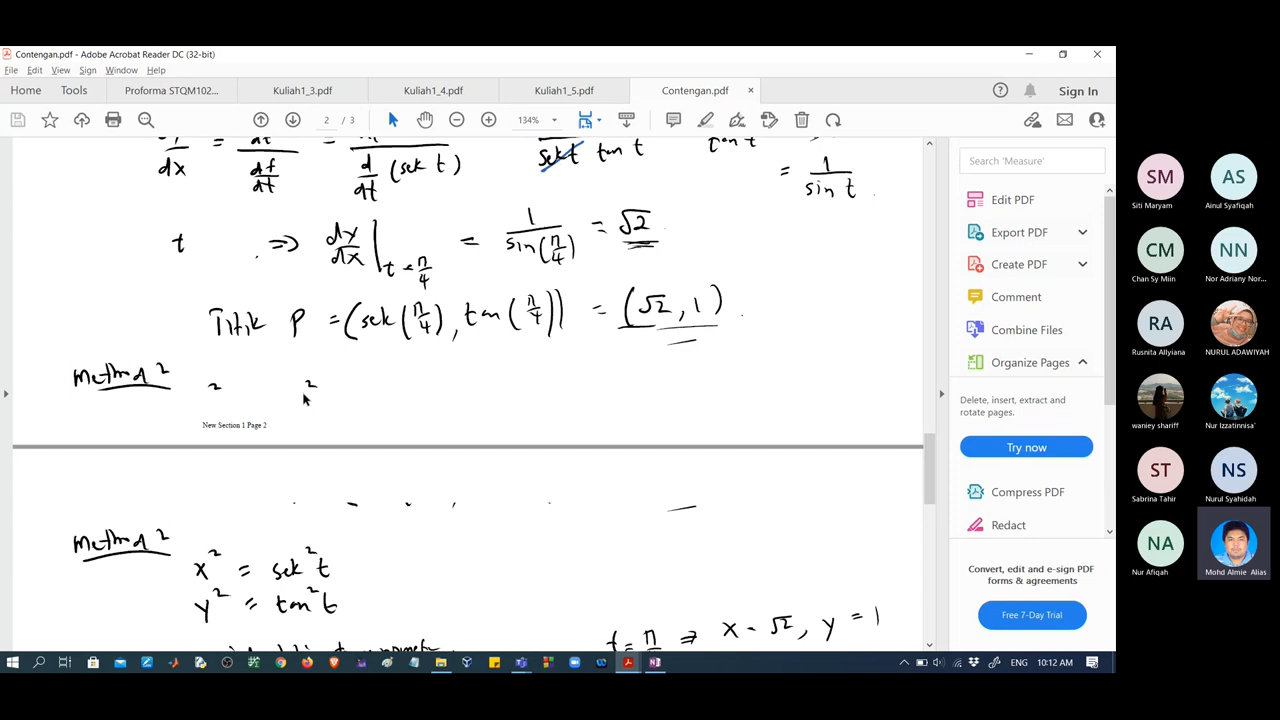 Contengan.pdf - Adobe Acrobat Reader DC (32-bit)
File Edit View Sign Window Help
Home Tools Proforma STQM102... Kuliah1_3.pdf Kuliah1_4.pdf Kuliah1_5.pdf Contengan.pdf × Sign In
2 / 3 134%
dx = dt/(df/dt) = /(d/dt (sek t)) sek t tan t tan t
= 1/sin t
t ⇒ dy/dx | t = π/4 = 1/sin(π/4) = √2
Titik P = (sek(π/4), tan(π/4)) = (√2, 1)
Method 2 2 2
New Section 1 Page 2
Method 2
x² = sek² t
y² = tan² t
t = π ⇒ x = √2, y = 1
Search 'Measure'
Edit PDF
Export PDF
Create PDF
Comment
Combine Files
Organize Pages
Delete, insert, extract and
rotate pages.
Try now
Compress PDF
Redact
Convert, edit and e-sign PDF
forms & agreements
Free 7-Day Trial
SM AS
Siti Maryam Ainul Syafiqah
CM NN
Chan Sy Miin Nor Adriany Nor...
RA
Rusnita Allyiana NURUL ADAWIYAH
waniey shariff Nur Izzatinnisa'
ST NS
Sabrina Tahir Nurul Syahidah
NA
Nur Afiqah Mohd Almie Alias
ENG 10:12 AM